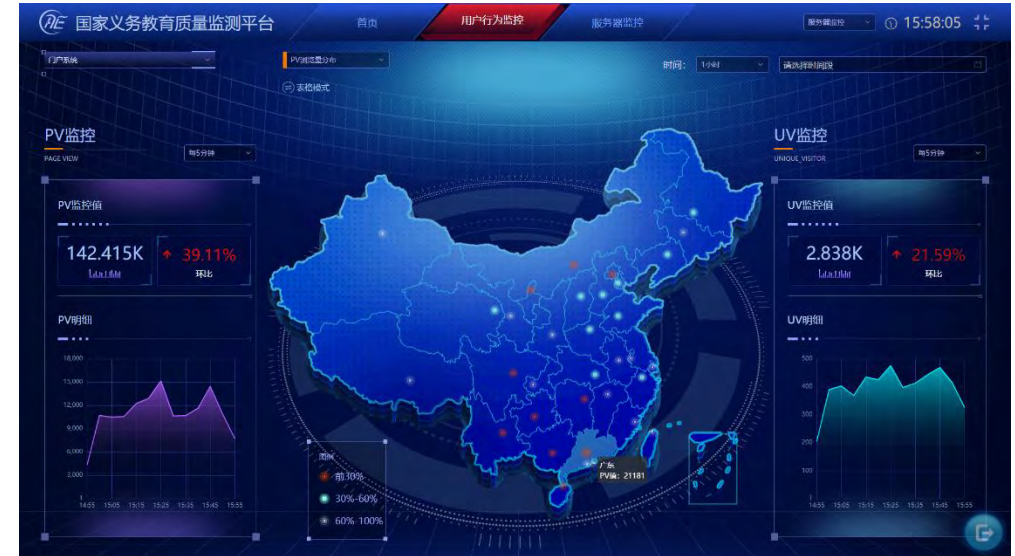 国家义务教育质量监测平台
首页
用户行为监控
服务器监控
服务器监控
15:58:05
门户系统
PV浏览量分布
表格模式
时间:
1小时
请选择时间段
PV监控
PAGE VIEW
每5分钟
PV监控值
142.415K
39.11%
环比
PV明细
18,000
15,000
12,000
9,000
6,000
3,000
14:55 15:05 15:15 15:25 15:35 15:45 15:55
图例
前30%
30%-60%
60%-100%
广东
PV值: 21181
UV监控
UNIQUE_VISITOR
每5分钟
UV监控值
2.838K
21.59%
环比
UV明细
500
400
300
200
100
14:55 15:05 15:15 15:25 15:35 15:45 15:55